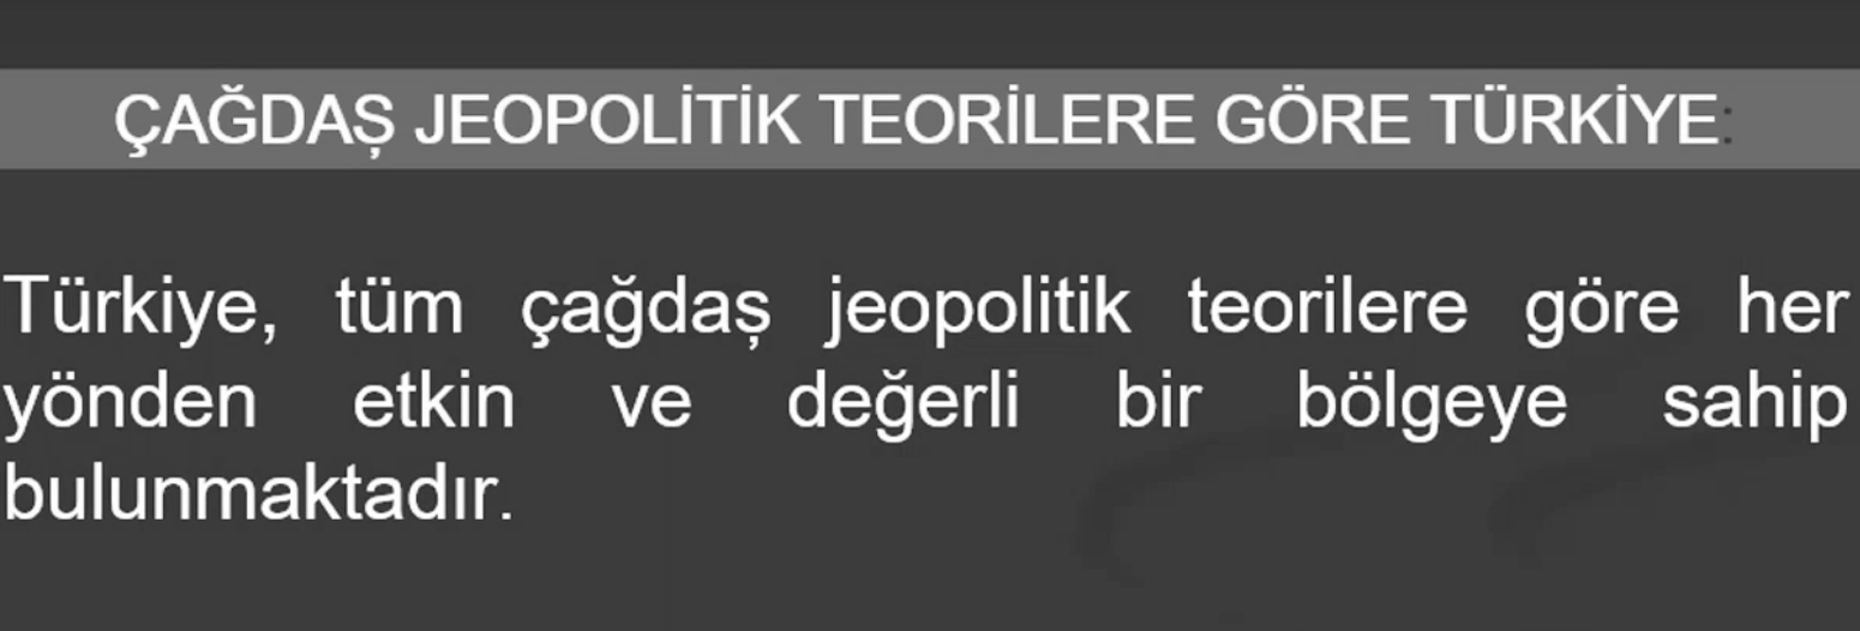 ÇAĞDAŞ JEOPOLİTİK TEORİLERE GÖRE TÜRKİYE:
Türkiye, tüm çağdaş jeopolitik teorilere göre her
yönden etkin ve değerli bir bölgeye sahip
bulunmaktadır.